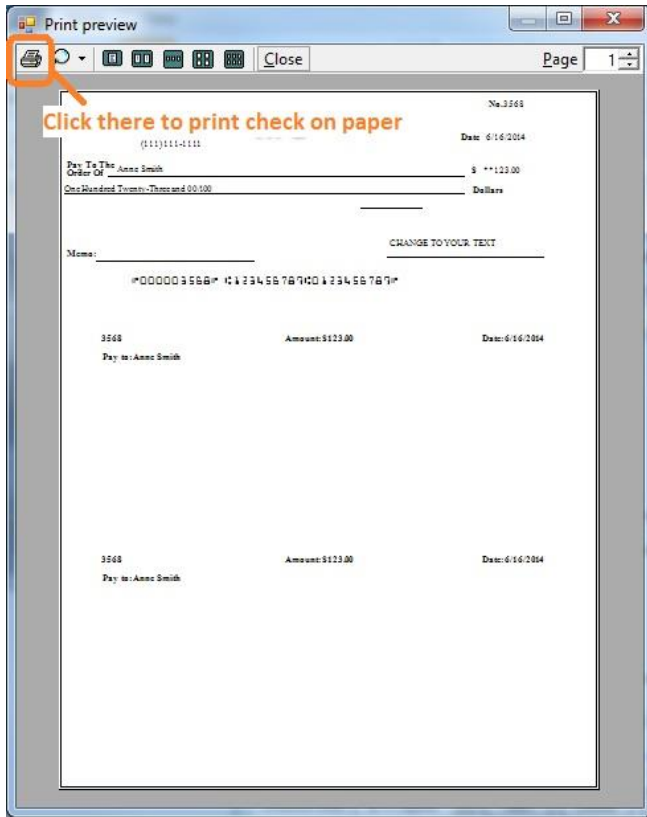 Print preview
Close
Page 1
No.3568
Click there to print check on paper
(111)111-1111
Date 6/16/2014
Pay To The
Order Of Anne Smith
$ **123.00
One Hundred Twenty-Three and 00/100
Dollars
CHANGE TO YOUR TEXT
Memo:
⑈000003568⑈ ⑆123456787⑆0123456787⑈
3568 Amount:$123.00 Date:6/16/2014
Pay to:Anne Smith
3568 Amount:$123.00 Date:6/16/2014
Pay to:Anne Smith